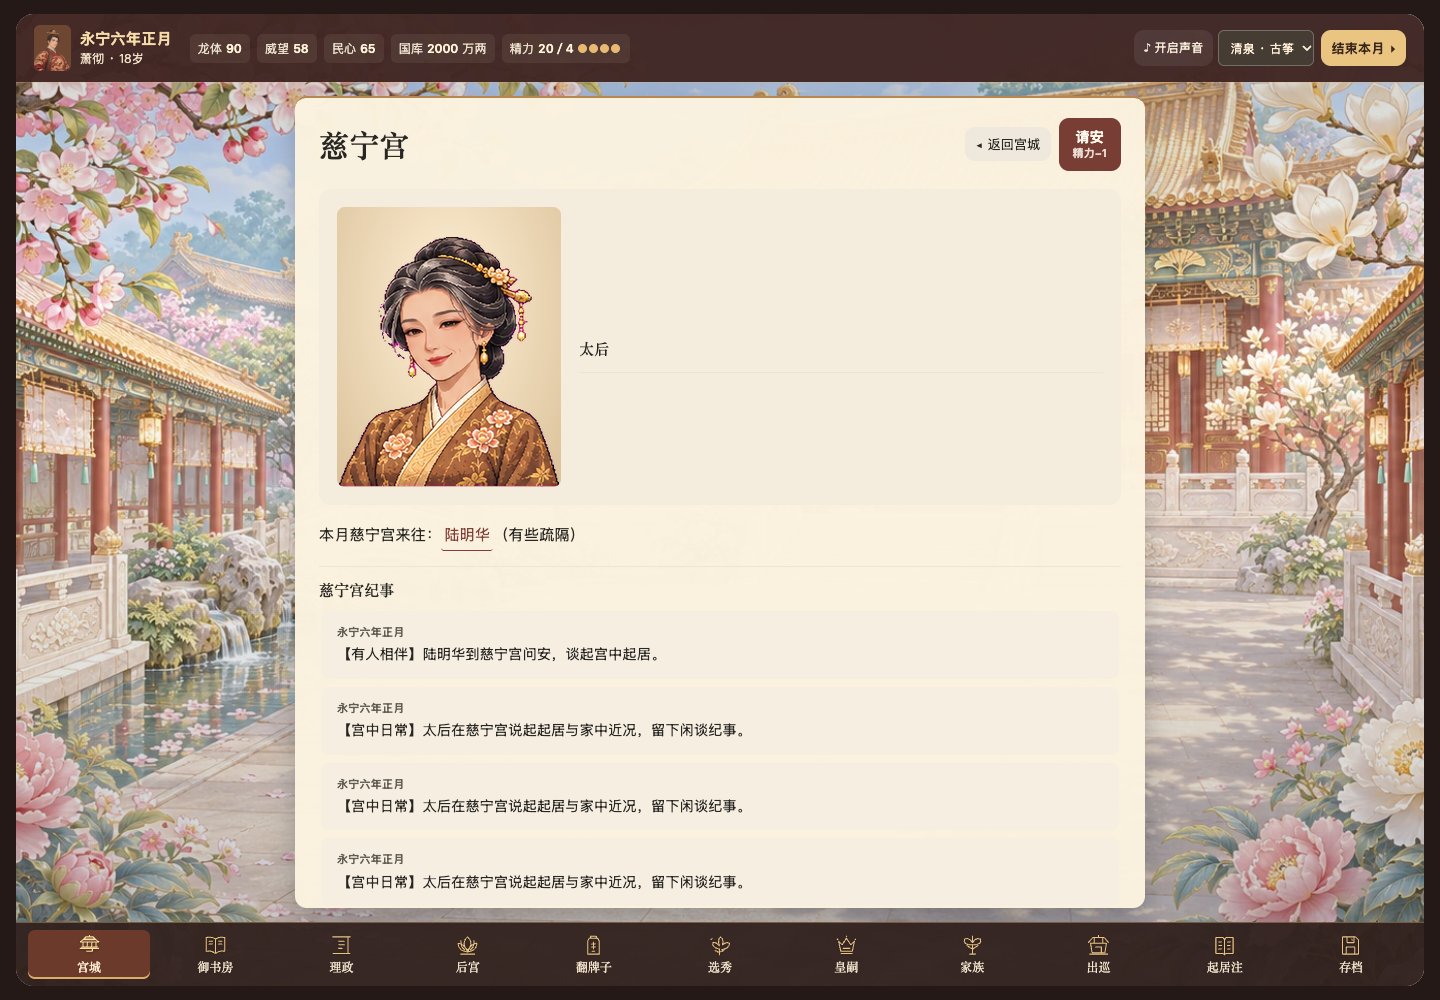 永宁六年正月
萧彻 · 18岁
龙体 90
威望 58
民心 65
国库 2000 万两
精力 20 / 4
♪ 开启声音
清泉 · 古筝
结束本月 ▸
慈宁宫
◂ 返回宫城
请安
精力−1
太后
本月慈宁宫来往： 陆明华 （有些疏隔）
慈宁宫纪事
永宁六年正月
【有人相伴】陆明华到慈宁宫问安，谈起宫中起居。
永宁六年正月
【宫中日常】太后在慈宁宫说起起居与家中近况，留下闲谈纪事。
永宁六年正月
【宫中日常】太后在慈宁宫说起起居与家中近况，留下闲谈纪事。
永宁六年正月
【宫中日常】太后在慈宁宫说起起居与家中近况，留下闲谈纪事。
宫城
御书房
理政
后宫
翻牌子
选秀
皇嗣
家族
出巡
起居注
存档